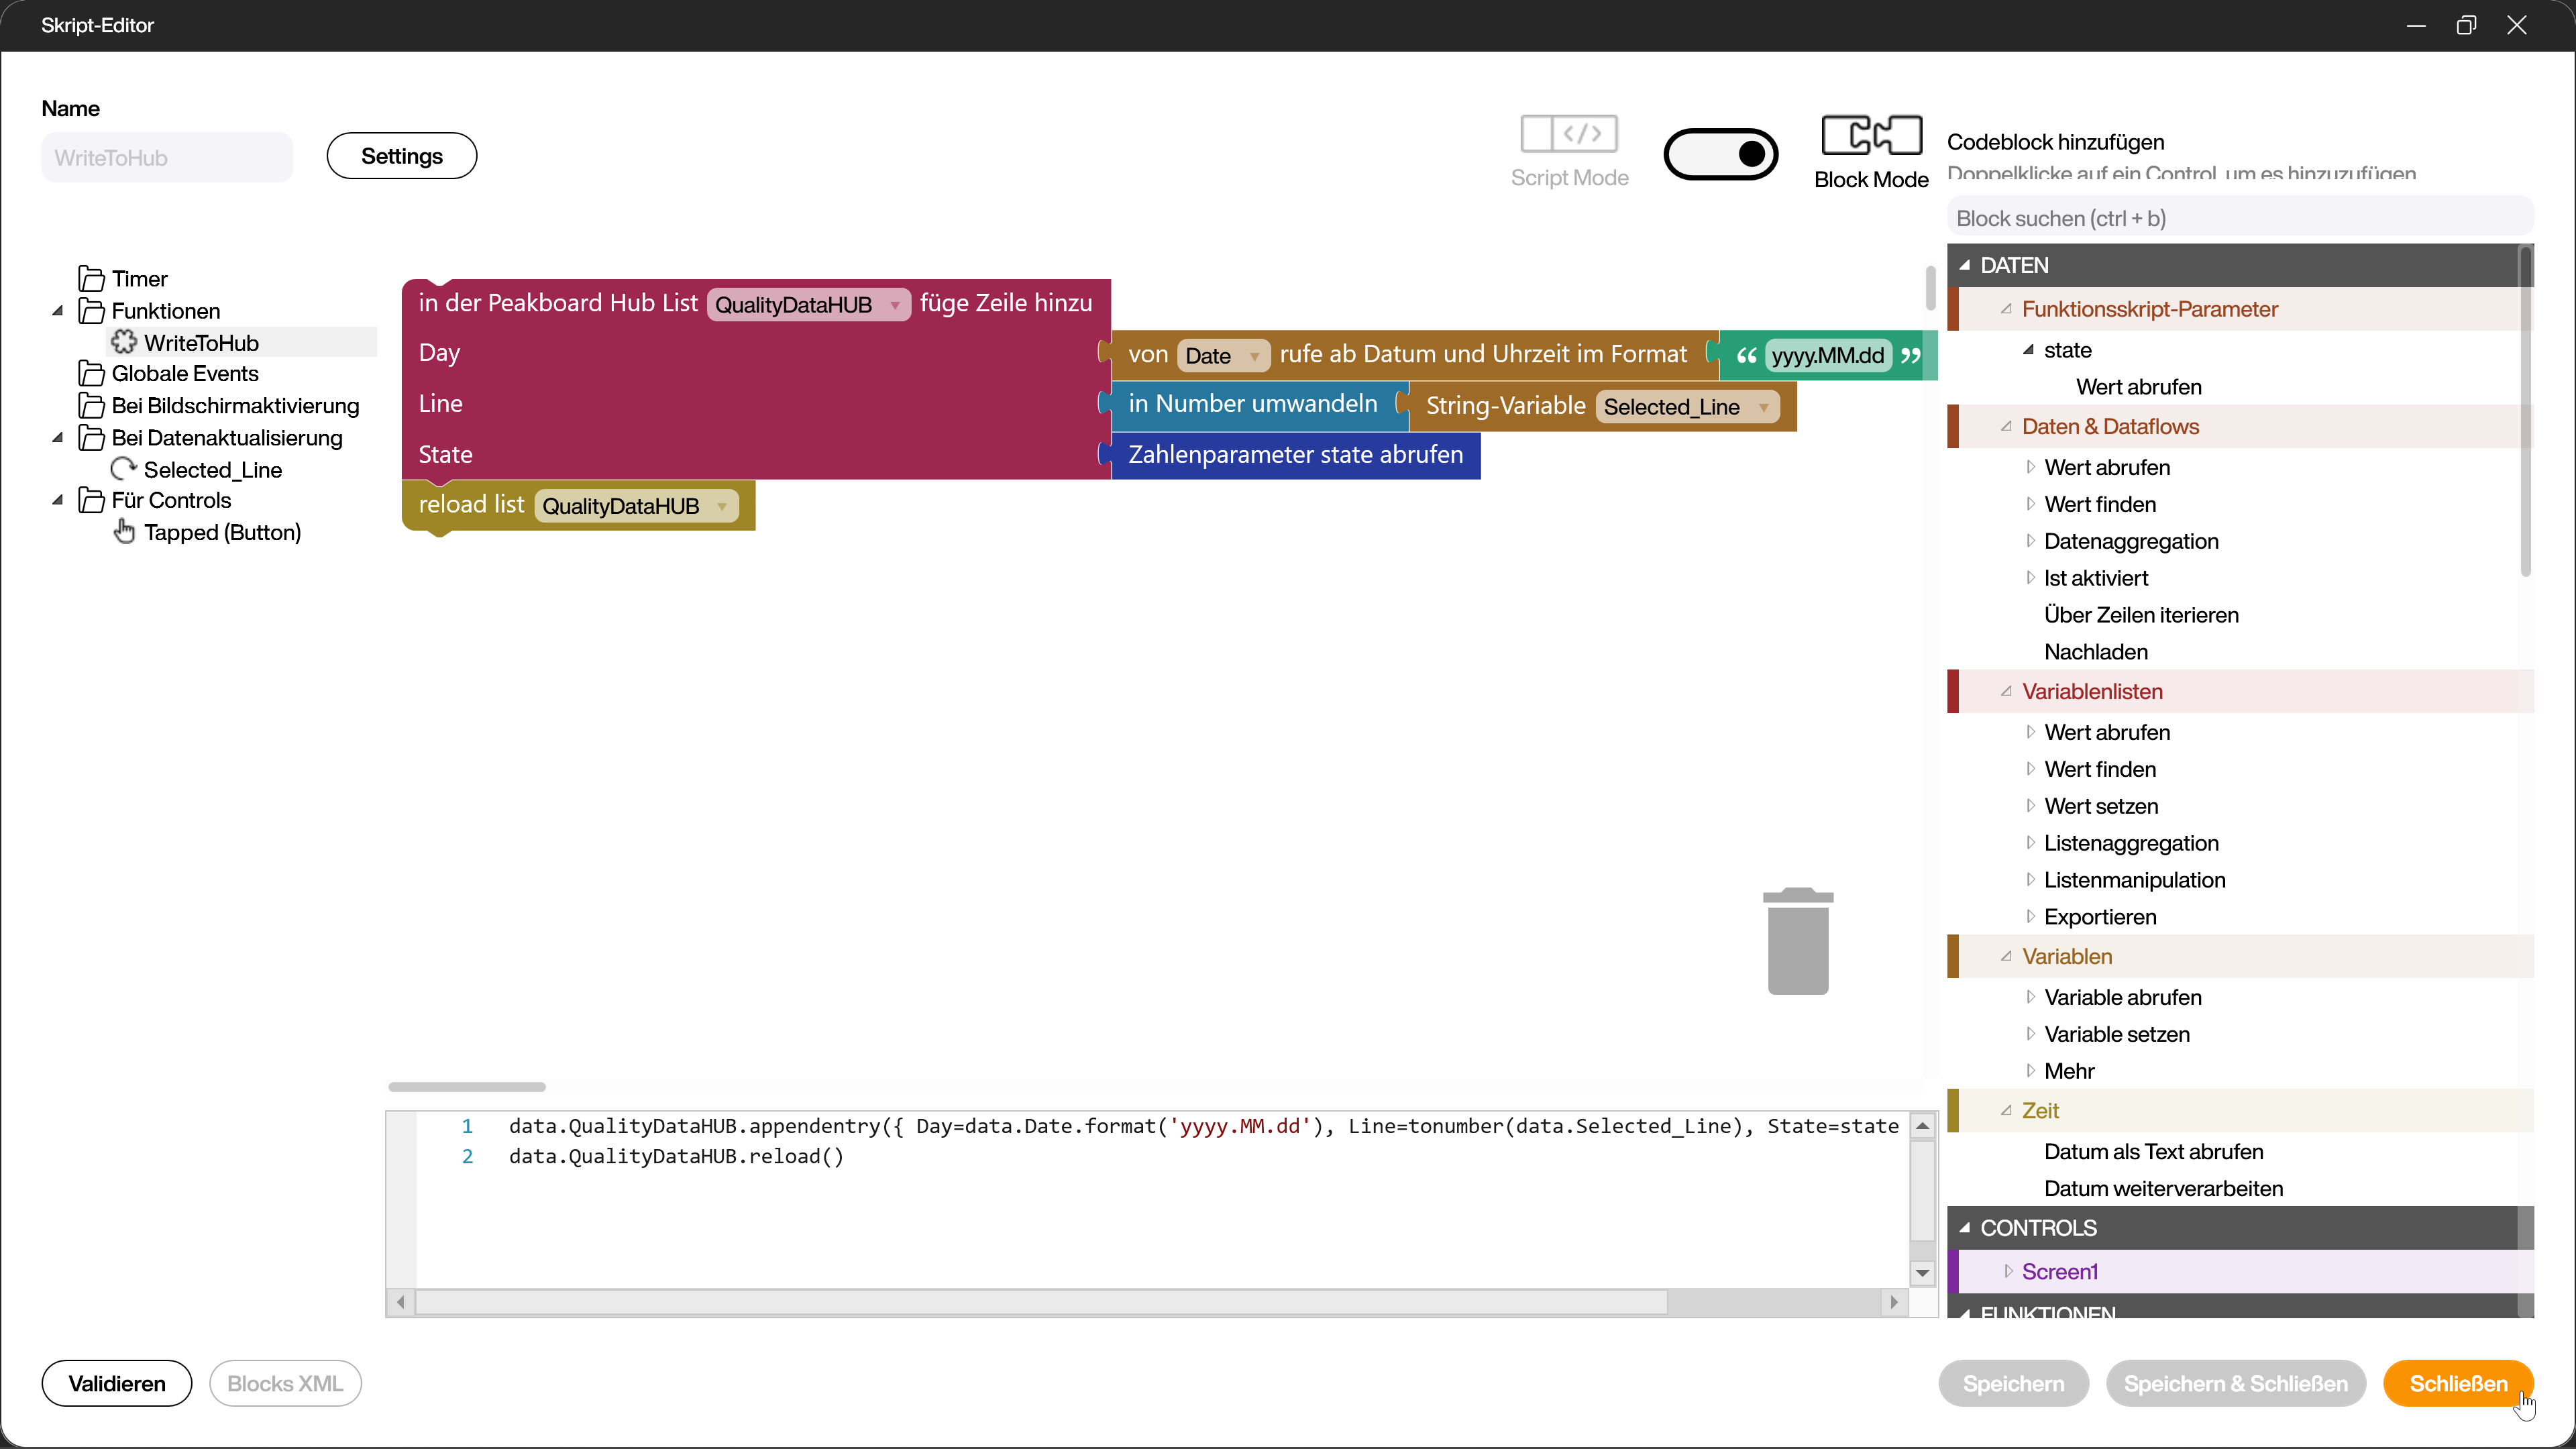 Skript-Editor
Name
WriteToHub
Settings
Script Mode
Block Mode
Timer
Funktionen
WriteToHub
Globale Events
Bei Bildschirmaktivierung
Bei Datenaktualisierung
Selected_Line
Für Controls
Tapped (Button)
in der Peakboard Hub List QualityDataHUB füge Zeile hinzu
Day von Date rufe ab Datum und Uhrzeit im Format “ yyyy.MM.dd ”
Line in Number umwandeln String-Variable Selected_Line
State Zahlenparameter state abrufen
reload list QualityDataHUB
1 data.QualityDataHUB.appendentry({ Day=data.Date.format('yyyy.MM.dd'), Line=tonumber(data.Selected_Line), State=state
2 data.QualityDataHUB.reload()
Codeblock hinzufügen
Doppelklicke auf ein Control, um es hinzuzufügen
Block suchen (ctrl + b)
DATEN
Funktionsskript-Parameter
state
Wert abrufen
Daten & Dataflows
Wert abrufen
Wert finden
Datenaggregation
Ist aktiviert
Über Zeilen iterieren
Nachladen
Variablenlisten
Wert abrufen
Wert finden
Wert setzen
Listenaggregation
Listenmanipulation
Exportieren
Variablen
Variable abrufen
Variable setzen
Mehr
Zeit
Datum als Text abrufen
Datum weiterverarbeiten
CONTROLS
Screen1
FUNKTIONEN
Validieren
Blocks XML
Speichern
Speichern & Schließen
Schließen